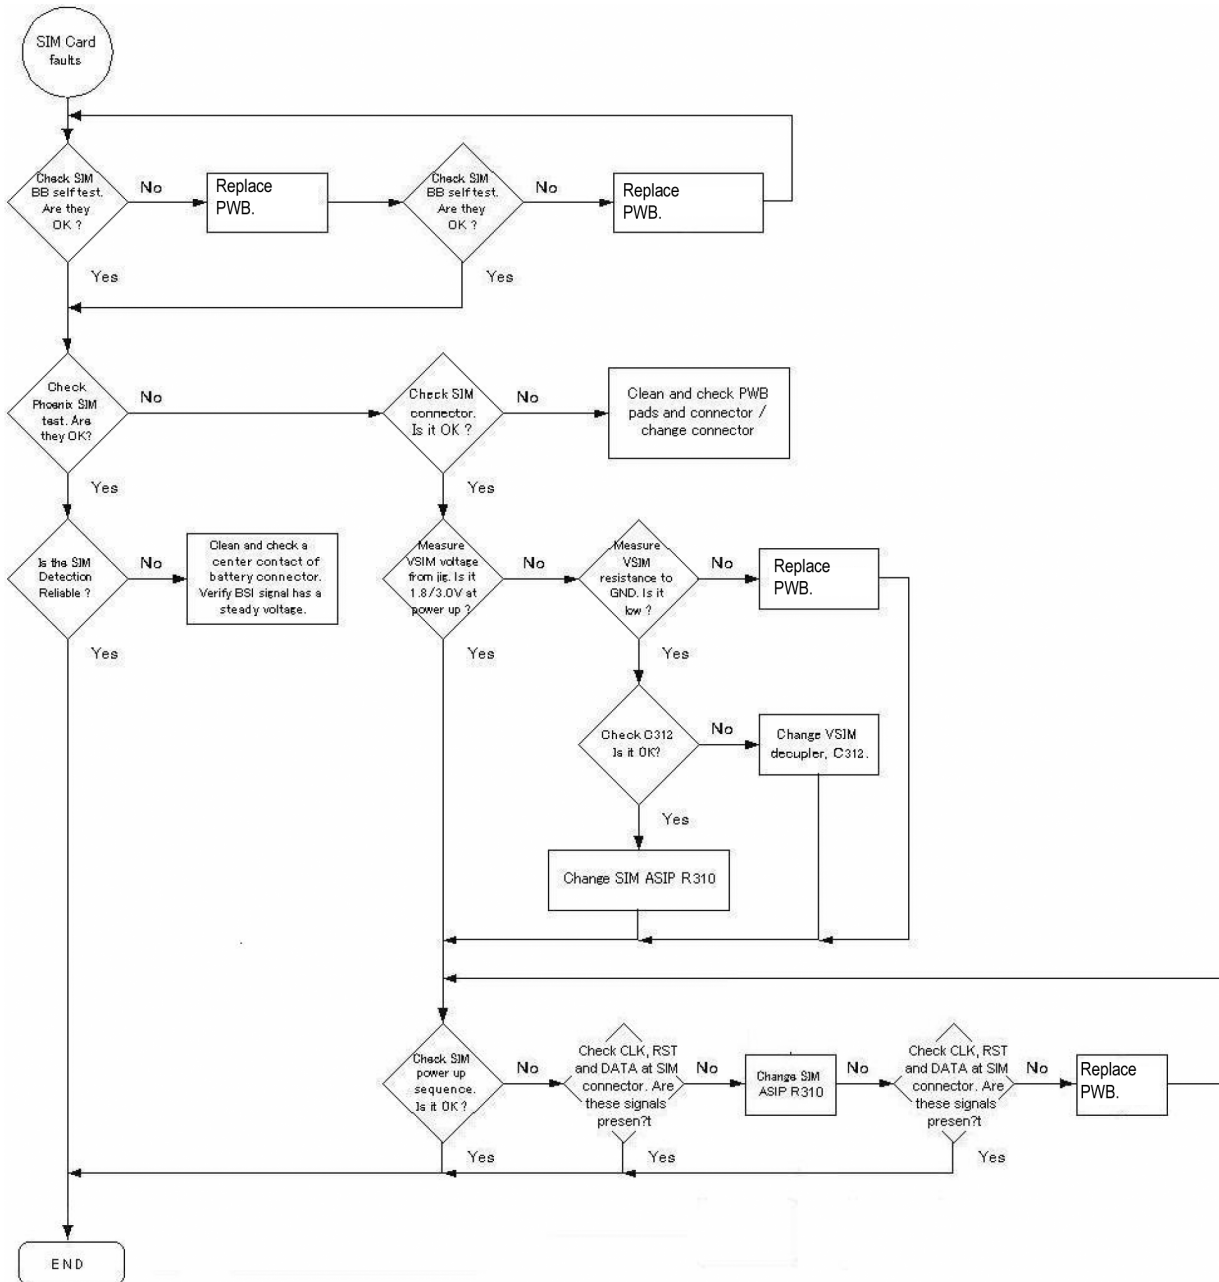 SIM Card
faults
Check SIM
BB self test.
Are they
OK ?
No
Replace
PWB.
Check SIM
BB self test.
Are they
OK ?
No
Replace
PWB.
Yes
Yes
Check
Phoenix SIM
test. Are
they OK?
No
Check SIM
connector.
Is it OK ?
No
Clean and check PWB
pads and connector /
change connector
Yes
Yes
Is the SIM
Detection
Reliable ?
No
Clean and check a
center contact of
battery connector.
Verify BSI signal has a
steady voltage.
Measure
VSIM voltage
from jig. Is it
1.8/3.0V at
power up ?
No
Measure
VSIM
resistance to
GND. Is it
low ?
No
Replace
PWB.
Yes
Yes
Yes
Check C312
Is it OK?
No
Change VSIM
decupler, C312.
Yes
Change SIM ASIP R310
Check SIM
power up
sequence.
Is it OK ?
No
Check CLK, RST
and DATA at SIM
connector. Are
these signals
presen?t
No
Change SIM
ASIP R310
No
Check CLK, RST
and DATA at SIM
connector. Are
these signals
presen?t
No
Replace
PWB.
Yes
Yes
Yes
END